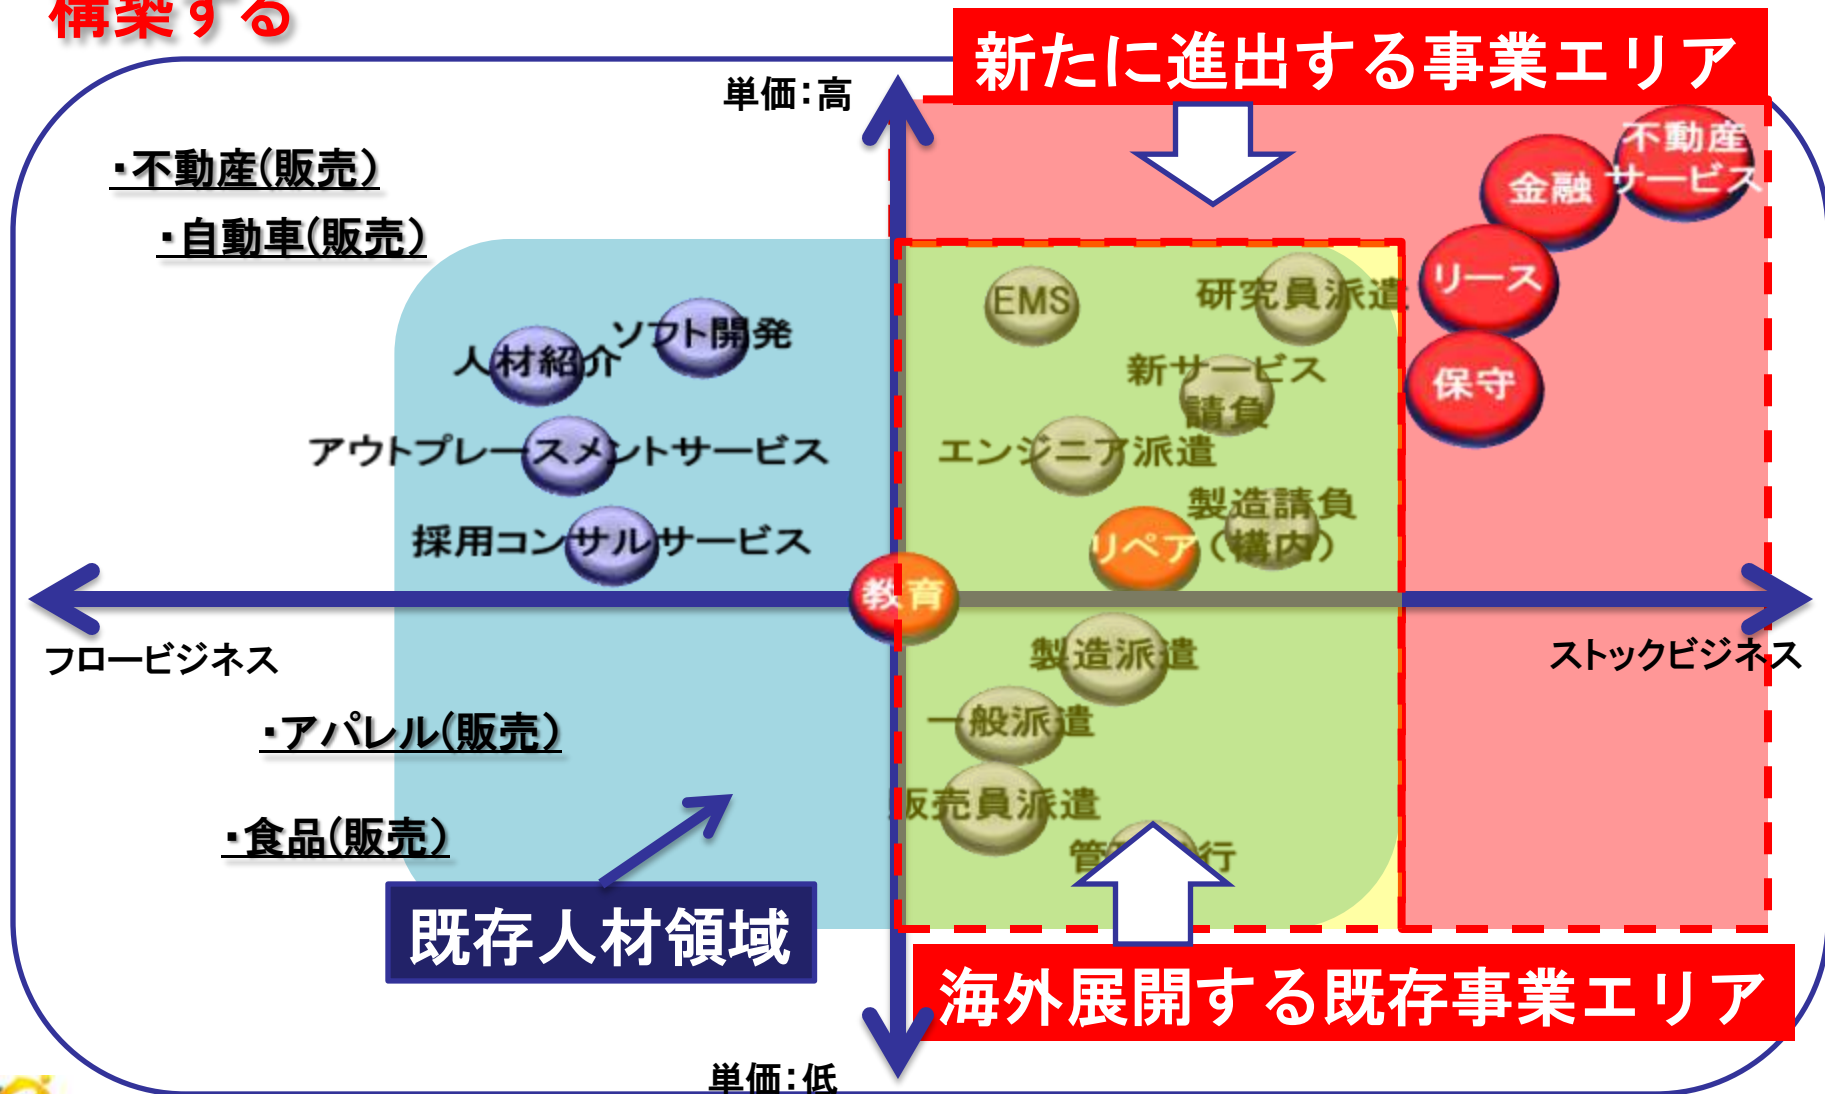 構築する
新たに進出する事業エリア
単価：高
・不動産(販売）
・自動車(販売）
不動産
サービス
金融
リース
保守
EMS
研究員派遣
ソフト開発
人材紹介
新サービス
請負
アウトプレースメントサービス
エンジニア派遣
製造請負
（構内）
採用コンサルサービス
リペア
教育
フロービジネス
ストックビジネス
製造派遣
一般派遣
・アパレル(販売）
販売員派遣
・食品(販売）
既存人材領域
海外展開する既存事業エリア
単価：低